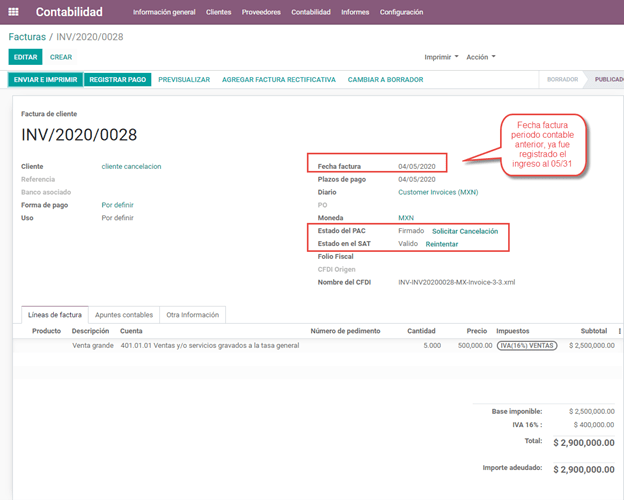 Contabilidad Información general Clientes Proveedores Contabilidad Informes Configuración
Facturas / INV/2020/0028
EDITAR CREAR Imprimir Acción
ENVIAR E IMPRIMIR REGISTRAR PAGO PREVISUALIZAR AGREGAR FACTURA RECTIFICATIVA CAMBIAR A BORRADOR BORRADOR PUBLICADO
Factura de cliente
INV/2020/0028
Fecha factura
periodo contable
anterior, ya fue
registrado el
ingreso al 05/31
Cliente cliente cancelacion
Referencia
Banco asociado
Forma de pago Por definir
Uso Por definir
Fecha factura 04/05/2020
Plazos de pago 04/05/2020
Diario Customer Invoices (MXN)
PO
Moneda MXN
Estado del PAC Firmado Solicitar Cancelación
Estado en el SAT Valido Reintentar
Folio Fiscal
CFDI Origen
Nombre del CFDI INV-INV20200028-MX-Invoice-3-3.xml
Líneas de factura Apuntes contables Otra Información
Producto Descripción Cuenta Número de pedimento Cantidad Precio Impuestos Subtotal
Venta grande 401.01.01 Ventas y/o servicios gravados a la tasa general 5.000 500,000.00 IVA(16%) VENTAS $ 2,500,000.00
Base imponible: $ 2,500,000.00
IVA 16% : $ 400,000.00
Total: $ 2,900,000.00
Importe adeudado: $ 2,900,000.00